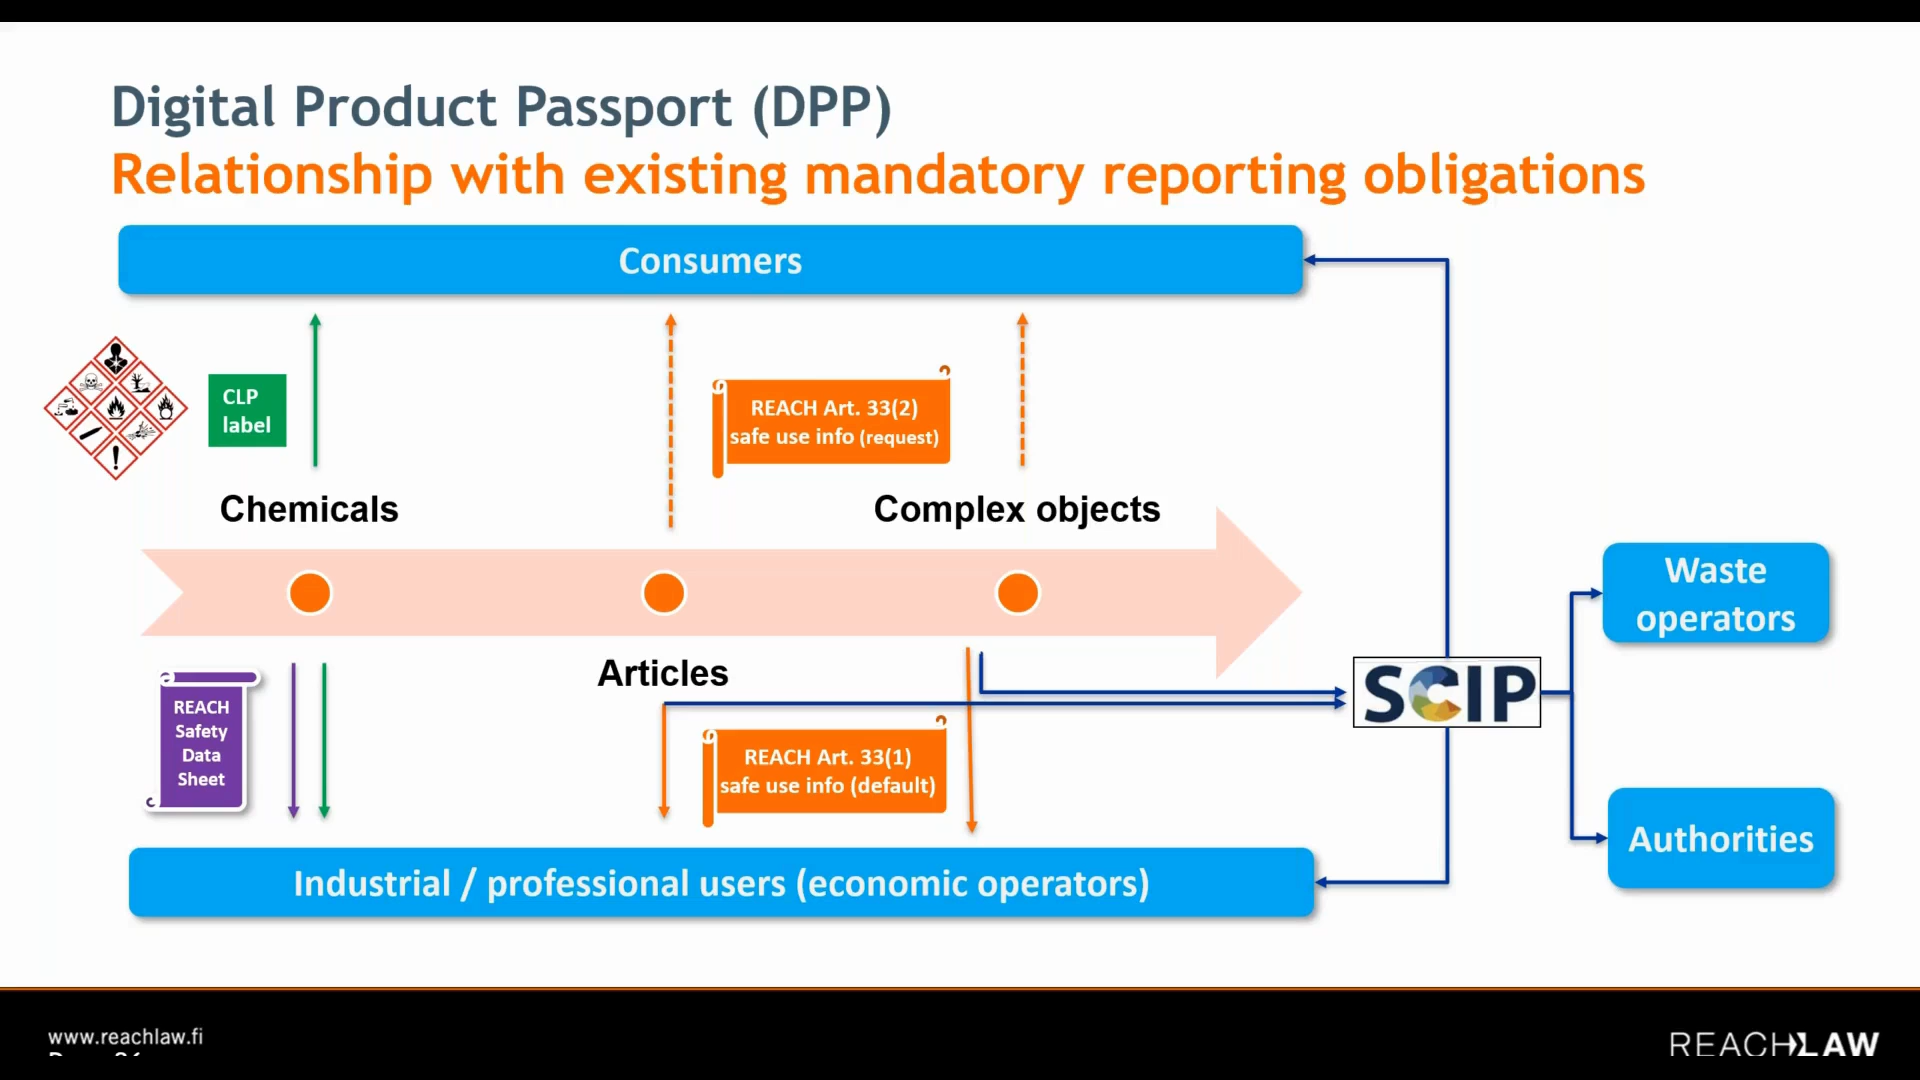 Digital Product Passport (DPP)
Relationship with existing mandatory reporting obligations
Consumers
CLP
label
REACH Art. 33(2)
safe use info (request)
Chemicals
Complex objects
Waste
operators
Articles
SCIP
REACH
Safety
Data
Sheet
REACH Art. 33(1)
safe use info (default)
Authorities
Industrial / professional users (economic operators)
www.reachlaw.fi
REACHLAW